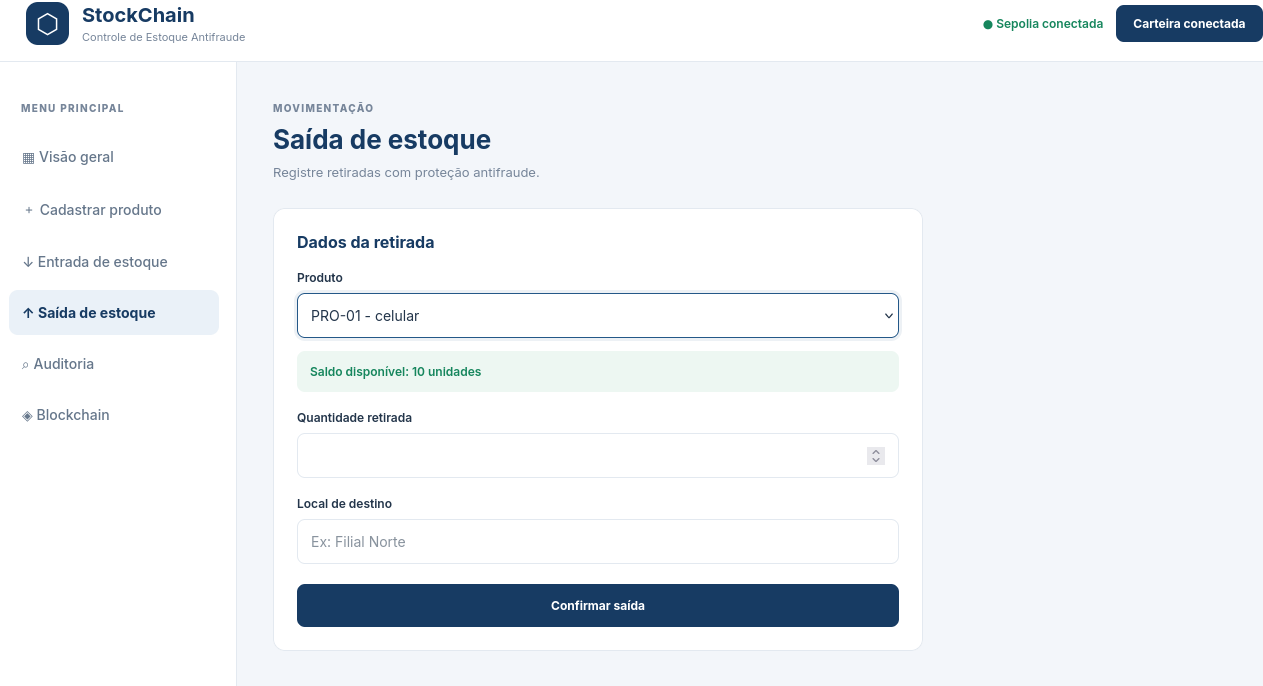 StockChain
Controle de Estoque Antifraude
Sepolia conectada
Carteira conectada
MENU PRINCIPAL
Visão geral
+ Cadastrar produto
↓ Entrada de estoque
↑ Saída de estoque
Auditoria
Blockchain
MOVIMENTAÇÃO
Saída de estoque
Registre retiradas com proteção antifraude.
Dados da retirada
Produto
PRO-01 - celular
Saldo disponível: 10 unidades
Quantidade retirada
Local de destino
Ex: Filial Norte
Confirmar saída